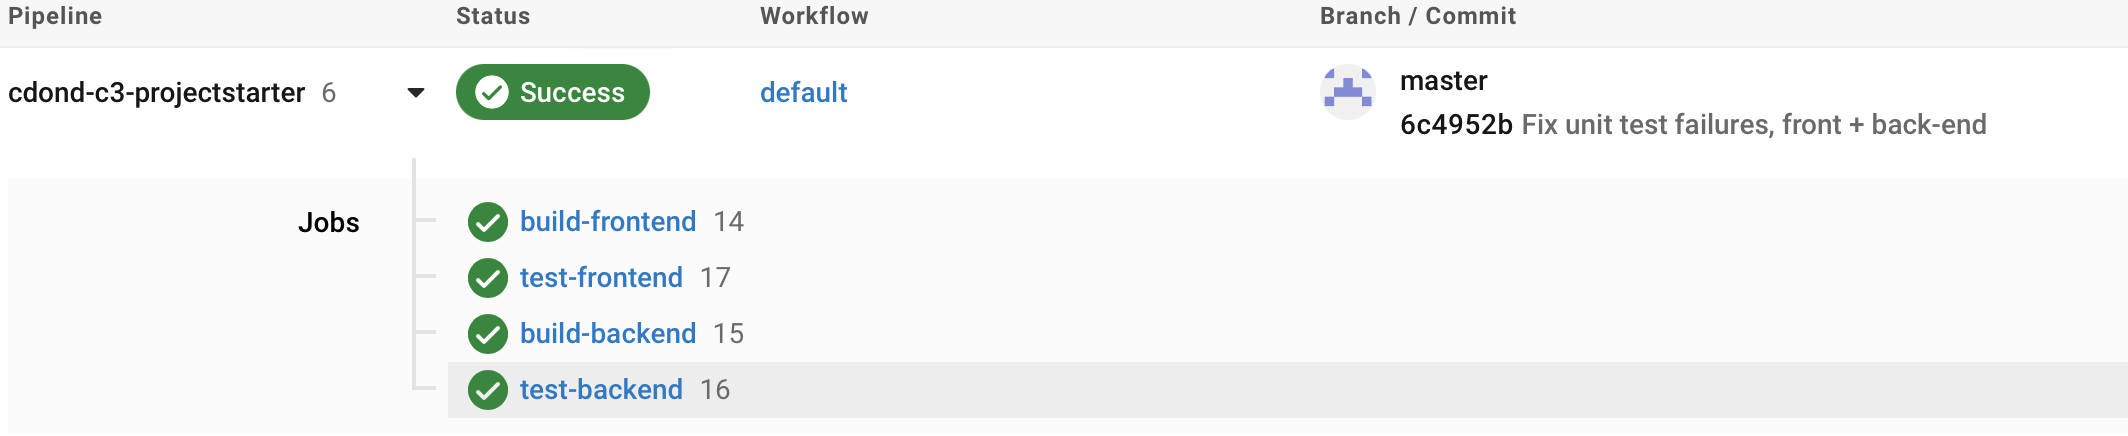 Pipeline Status Workflow Branch / Commit
cdond-c3-projectstarter 6 Success default master
6c4952b Fix unit test failures, front + back-end
Jobs build-frontend 14
test-frontend 17
build-backend 15
test-backend 16